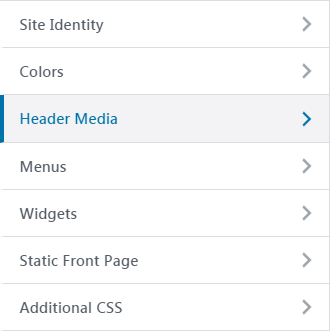 Site Identity
Colors
Header Media
Menus
Widgets
Static Front Page
Additional CSS